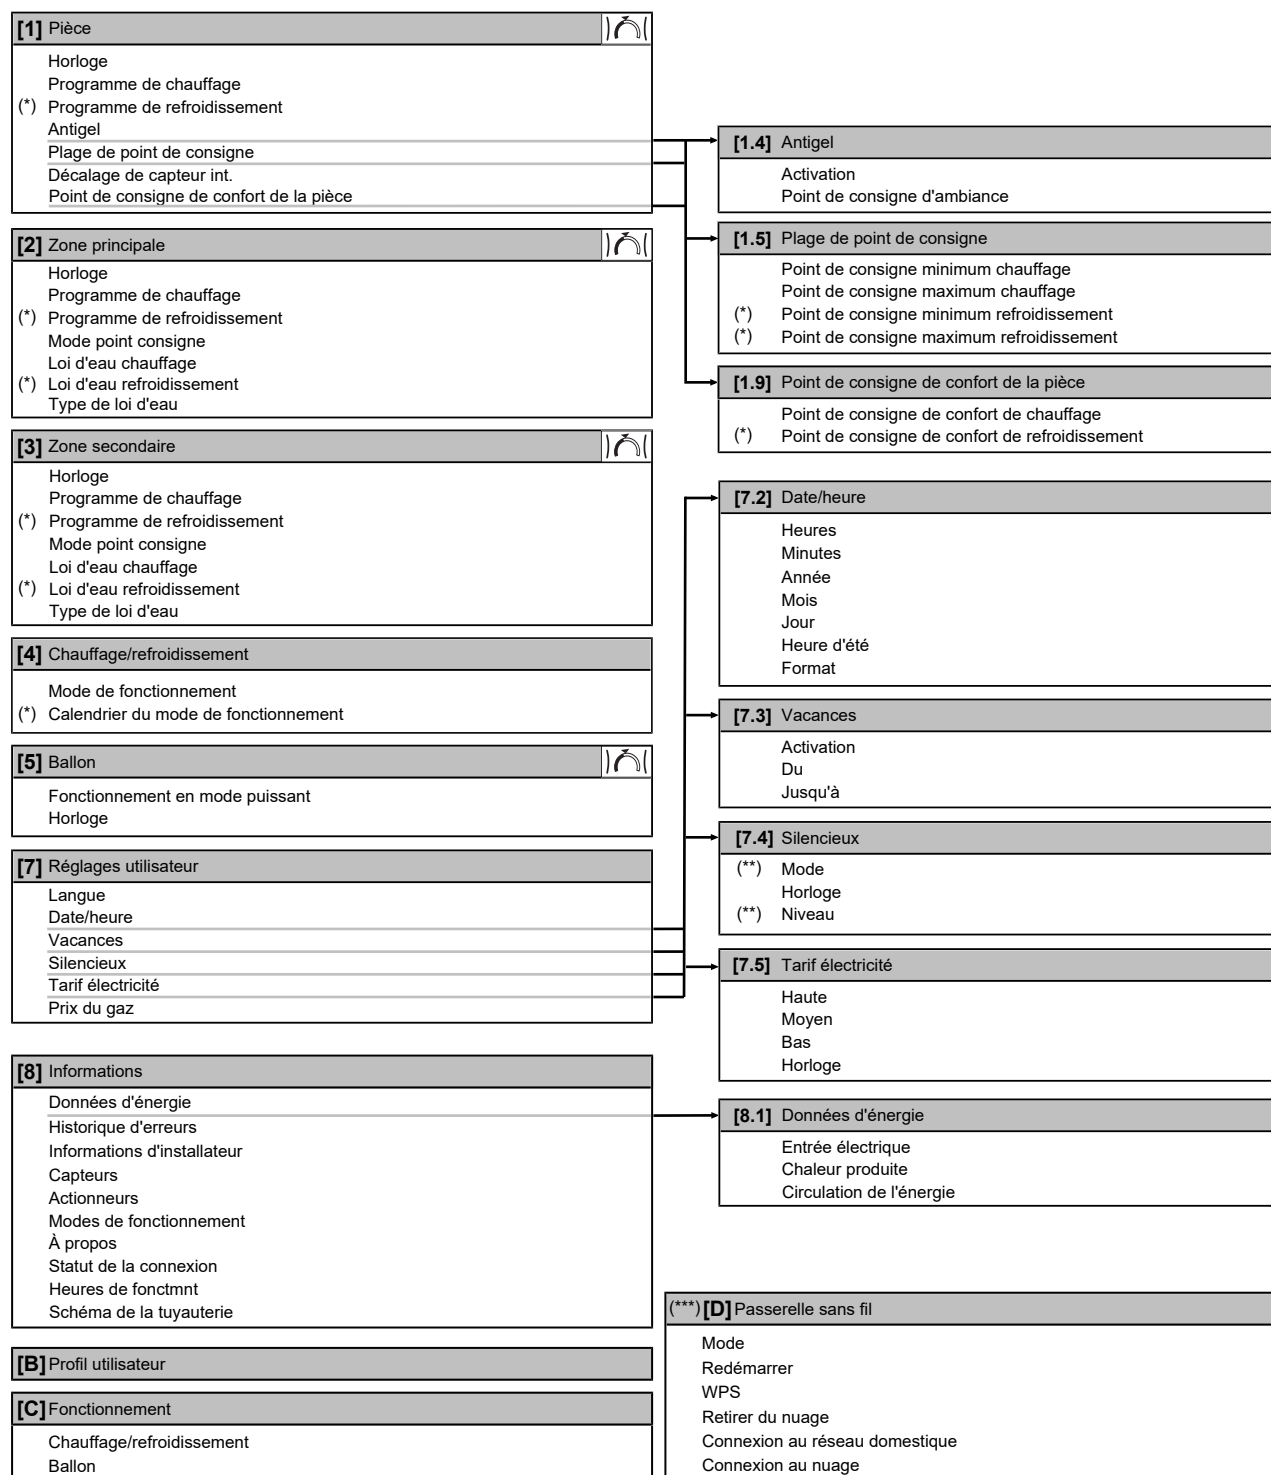 [1] Pièce
Horloge
Programme de chauffage
(*) Programme de refroidissement
Antigel
Plage de point de consigne
Décalage de capteur int.
Point de consigne de confort de la pièce
[2] Zone principale
Horloge
Programme de chauffage
(*) Programme de refroidissement
Mode point consigne
Loi d'eau chauffage
(*) Loi d'eau refroidissement
Type de loi d'eau
[3] Zone secondaire
Horloge
Programme de chauffage
(*) Programme de refroidissement
Mode point consigne
Loi d'eau chauffage
(*) Loi d'eau refroidissement
Type de loi d'eau
[4] Chauffage/refroidissement
Mode de fonctionnement
(*) Calendrier du mode de fonctionnement
[5] Ballon
Fonctionnement en mode puissant
Horloge
[7] Réglages utilisateur
Langue
Date/heure
Vacances
Silencieux
Tarif électricité
Prix du gaz
[8] Informations
Données d'énergie
Historique d'erreurs
Informations d'installateur
Capteurs
Actionneurs
Modes de fonctionnement
À propos
Statut de la connexion
Heures de fonctmnt
Schéma de la tuyauterie
[B] Profil utilisateur
[C] Fonctionnement
Chauffage/refroidissement
Ballon
[1.4] Antigel
Activation
Point de consigne d'ambiance
[1.5] Plage de point de consigne
Point de consigne minimum chauffage
Point de consigne maximum chauffage
(*) Point de consigne minimum refroidissement
(*) Point de consigne maximum refroidissement
[1.9] Point de consigne de confort de la pièce
Point de consigne de confort de chauffage
(*) Point de consigne de confort de refroidissement
[7.2] Date/heure
Heures
Minutes
Année
Mois
Jour
Heure d'été
Format
[7.3] Vacances
Activation
Du
Jusqu'à
[7.4] Silencieux
(**) Mode
Horloge
(**) Niveau
[7.5] Tarif électricité
Haute
Moyen
Bas
Horloge
[8.1] Données d'énergie
Entrée électrique
Chaleur produite
Circulation de l'énergie
(***) [D] Passerelle sans fil
Mode
Redémarrer
WPS
Retirer du nuage
Connexion au réseau domestique
Connexion au nuage